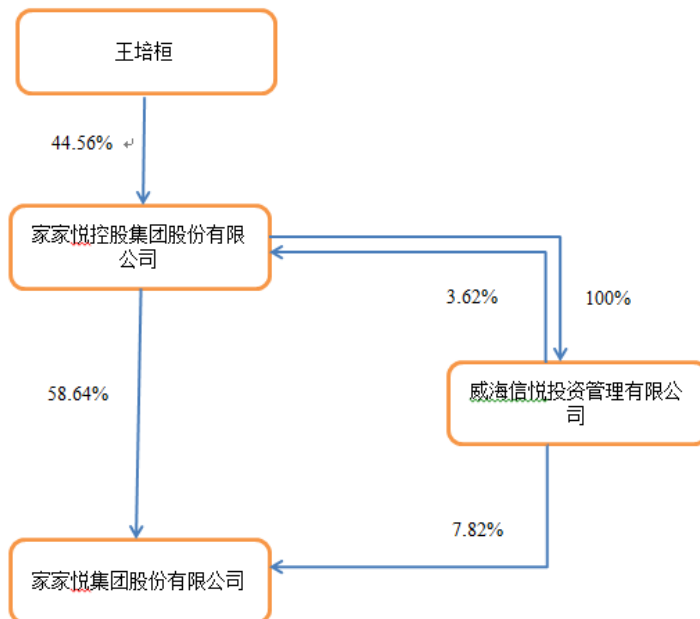 王培桓
44.56% ↵
家家悦控股集团股份有限
公司
3.62%
100%
58.64%
威海信悦投资管理有限公
司
7.82%
家家悦集团股份有限公司